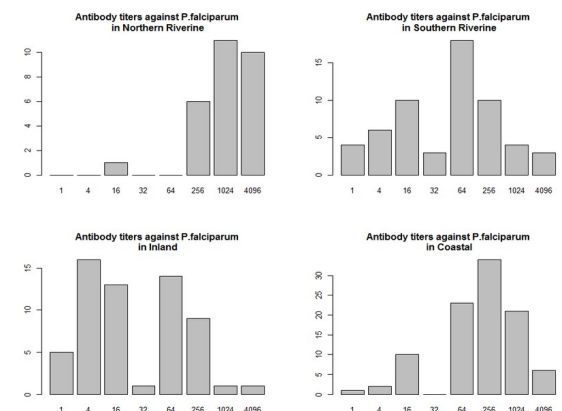 Antibody titers against P.falciparum
in Northern Riverine
10
8
6
4
2
0
1 4 16 32 64 256 1024 4096
Antibody titers against P.falciparum
in Southern Riverine
15
10
5
0
1 4 16 32 64 256 1024 4096
Antibody titers against P.falciparum
in Inland
15
10
5
0
1 4 16 32 64 256 1024 4096
Antibody titers against P.falciparum
in Coastal
30
25
20
15
10
5
0
1 4 16 32 64 256 1024 4096